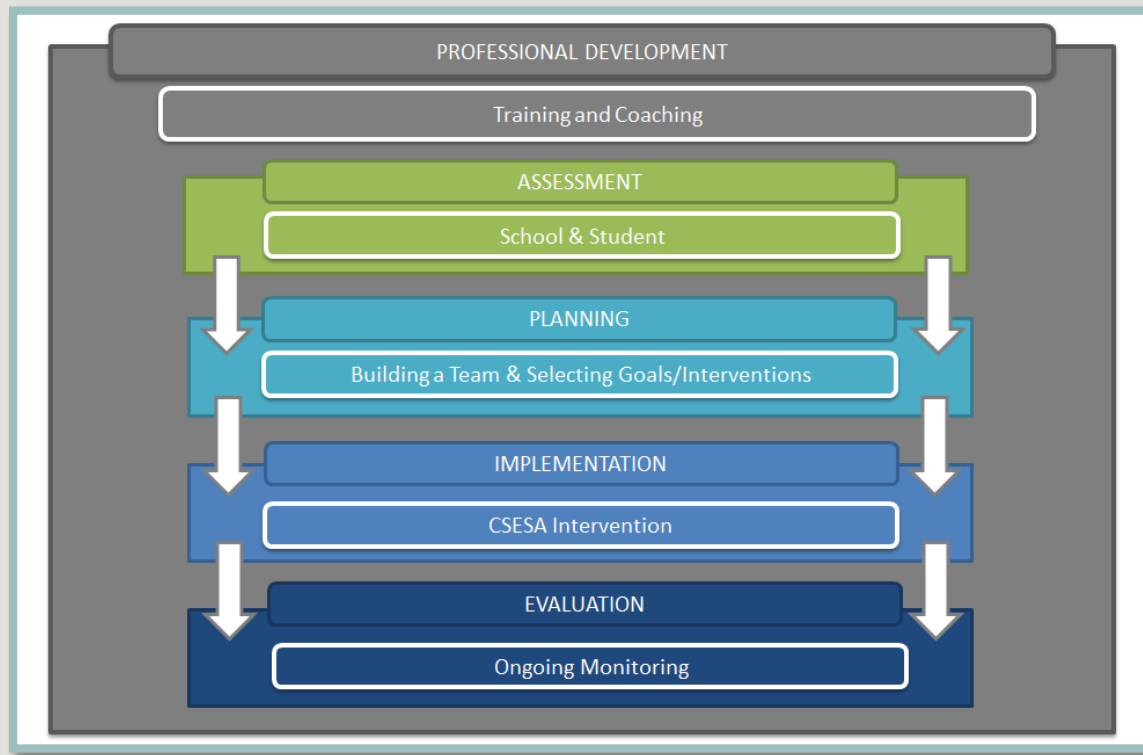 PROFESSIONAL DEVELOPMENT
Training and Coaching
ASSESSMENT
School & Student
PLANNING
Building a Team & Selecting Goals/Interventions
IMPLEMENTATION
CSESA Intervention
EVALUATION
Ongoing Monitoring